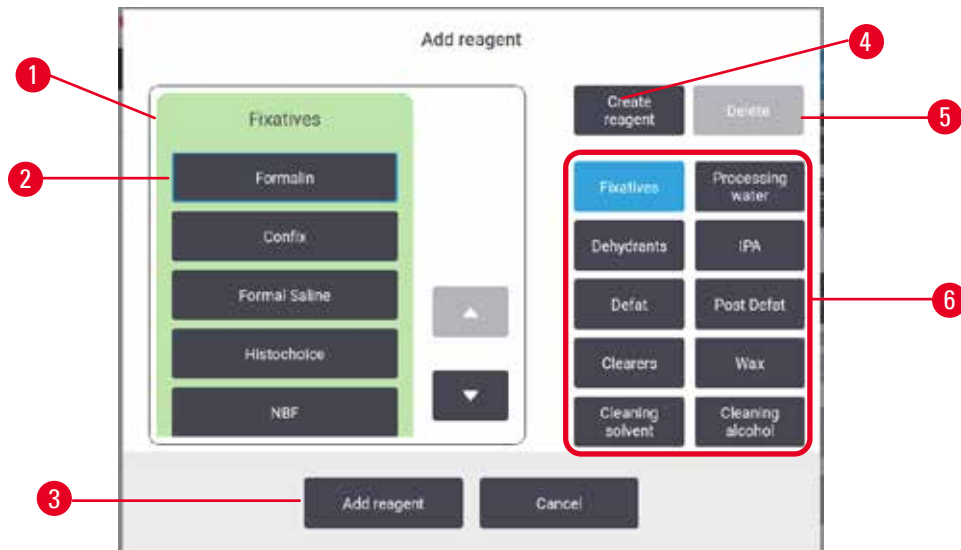 Add reagent
1
Fixatives
2
Formalin
Confix
Formal Saline
Histochoice
NBF
4
Create
reagent
Delete
5
Fixatives
Processing
water
Dehydrants
IPA
Defat
Post Defat
6
Clearers
Wax
Cleaning
solvent
Cleaning
alcohol
3
Add reagent
Cancel